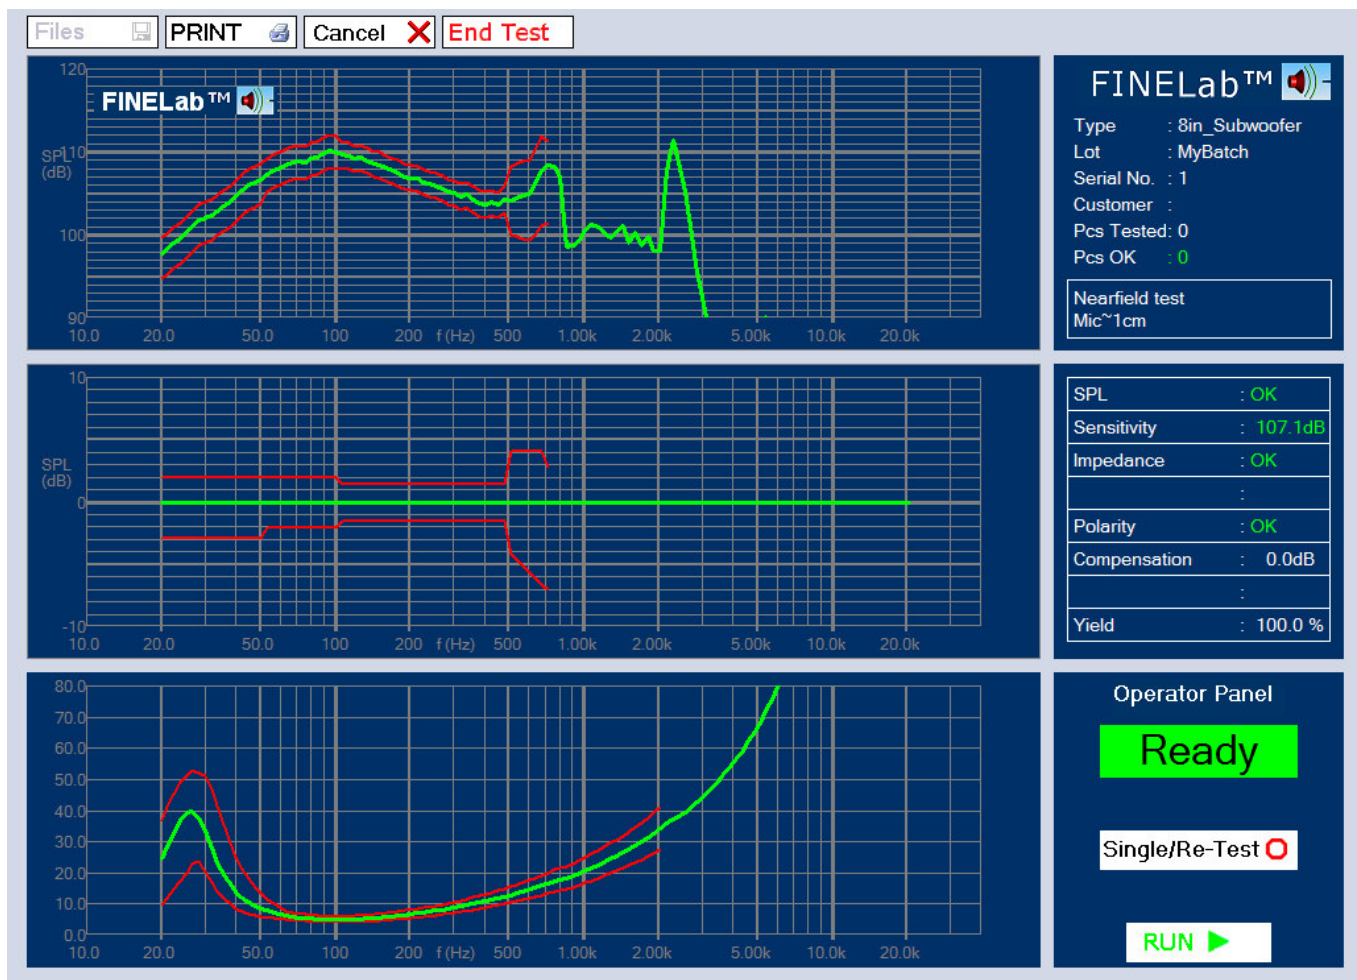 Files
PRINT
Cancel
End Test
120
FINELab™
SPL 110
(dB)
100
90
10.0 20.0 50.0 100 200 f (Hz) 500 1.00k 2.00k 5.00k 10.0k 20.0k
10
SPL
(dB)
0
-10
10.0 20.0 50.0 100 200 f (Hz) 500 1.00k 2.00k 5.00k 10.0k 20.0k
80.0
70.0
60.0
50.0
40.0
30.0
20.0
10.0
0.0
10.0 20.0 50.0 100 200 f (Hz) 500 1.00k 2.00k 5.00k 10.0k 20.0k
FINELab™
Type : 8in_Subwoofer
Lot : MyBatch
Serial No. : 1
Customer :
Pcs Tested: 0
Pcs OK : 0
Nearfield test
Mic~1cm
SPL : OK
Sensitivity : 107.1dB
Impedance : OK
:
Polarity : OK
Compensation : 0.0dB
:
Yield : 100.0 %
Operator Panel
Ready
Single/Re-Test
RUN